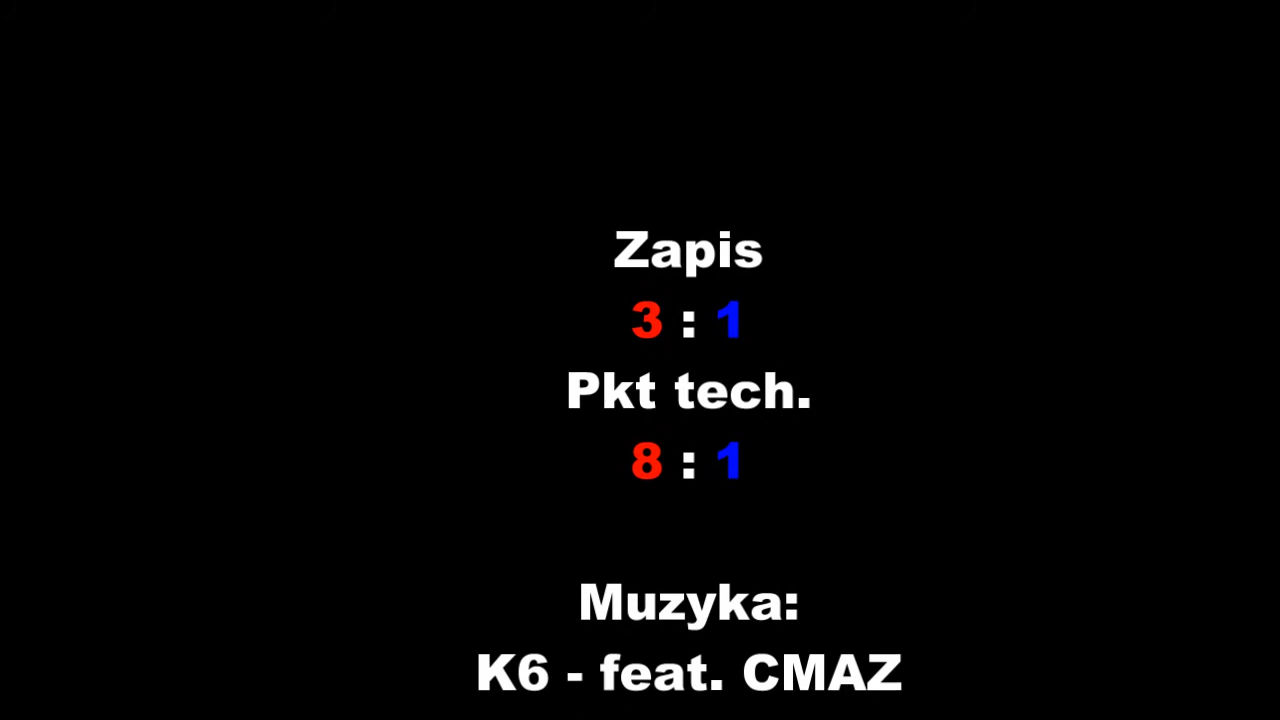 Zapis
3 : 1
Pkt tech.
8 : 1
Muzyka:
K6 - feat. CMAZ